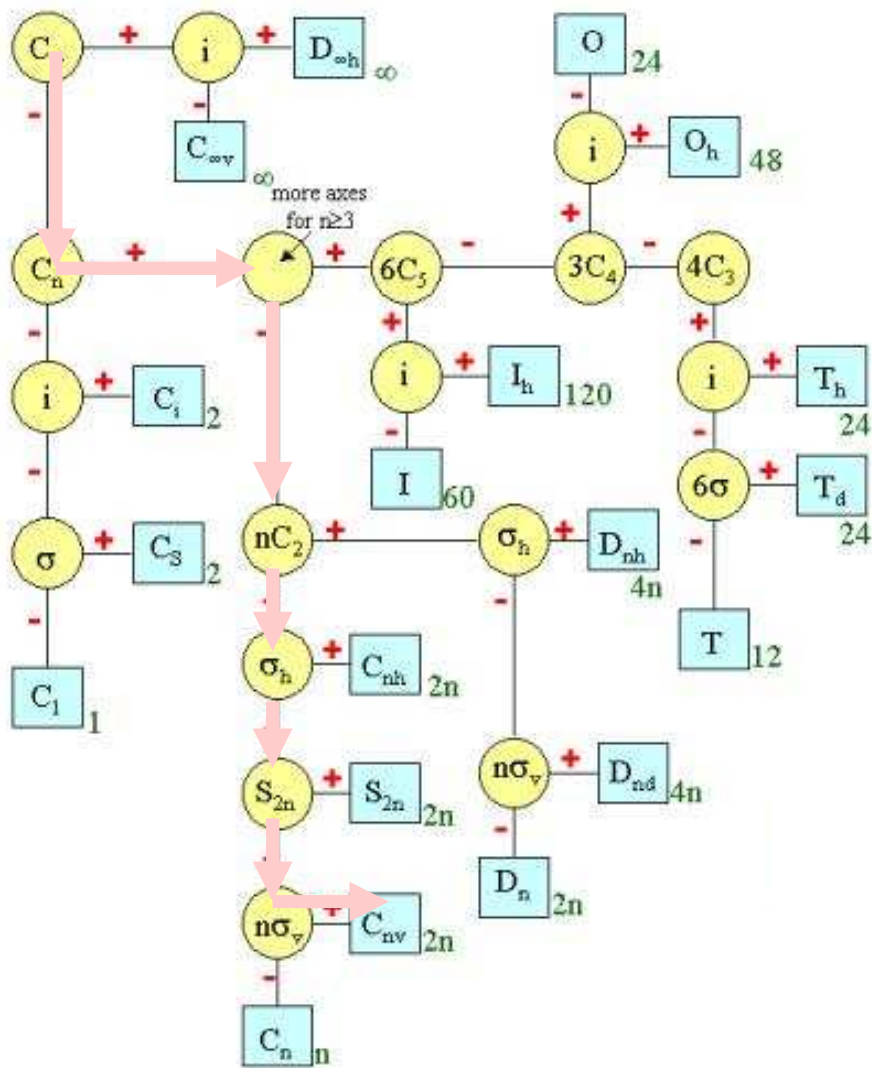 C + i + D∞h ∞
O 24
-
-
-
C∞v ∞
i + Oh 48
more axes
for n≥3
+
Cn + + 6C5 - 3C4 - 4C3
-
-
+
+
i + Ci 2
i + Ih 120
i + Th 24
-
-
-
I 60
6σ + Td 24
σ + CS 2
nC2 + σh + Dnh 4n
-
-
-
-
C1 1
σh + Cnh 2n
T 12
-
S2n + S2n 2n
nσv + Dnd 4n
-
-
Dn 2n
nσv + Cnv 2n
-
Cn n